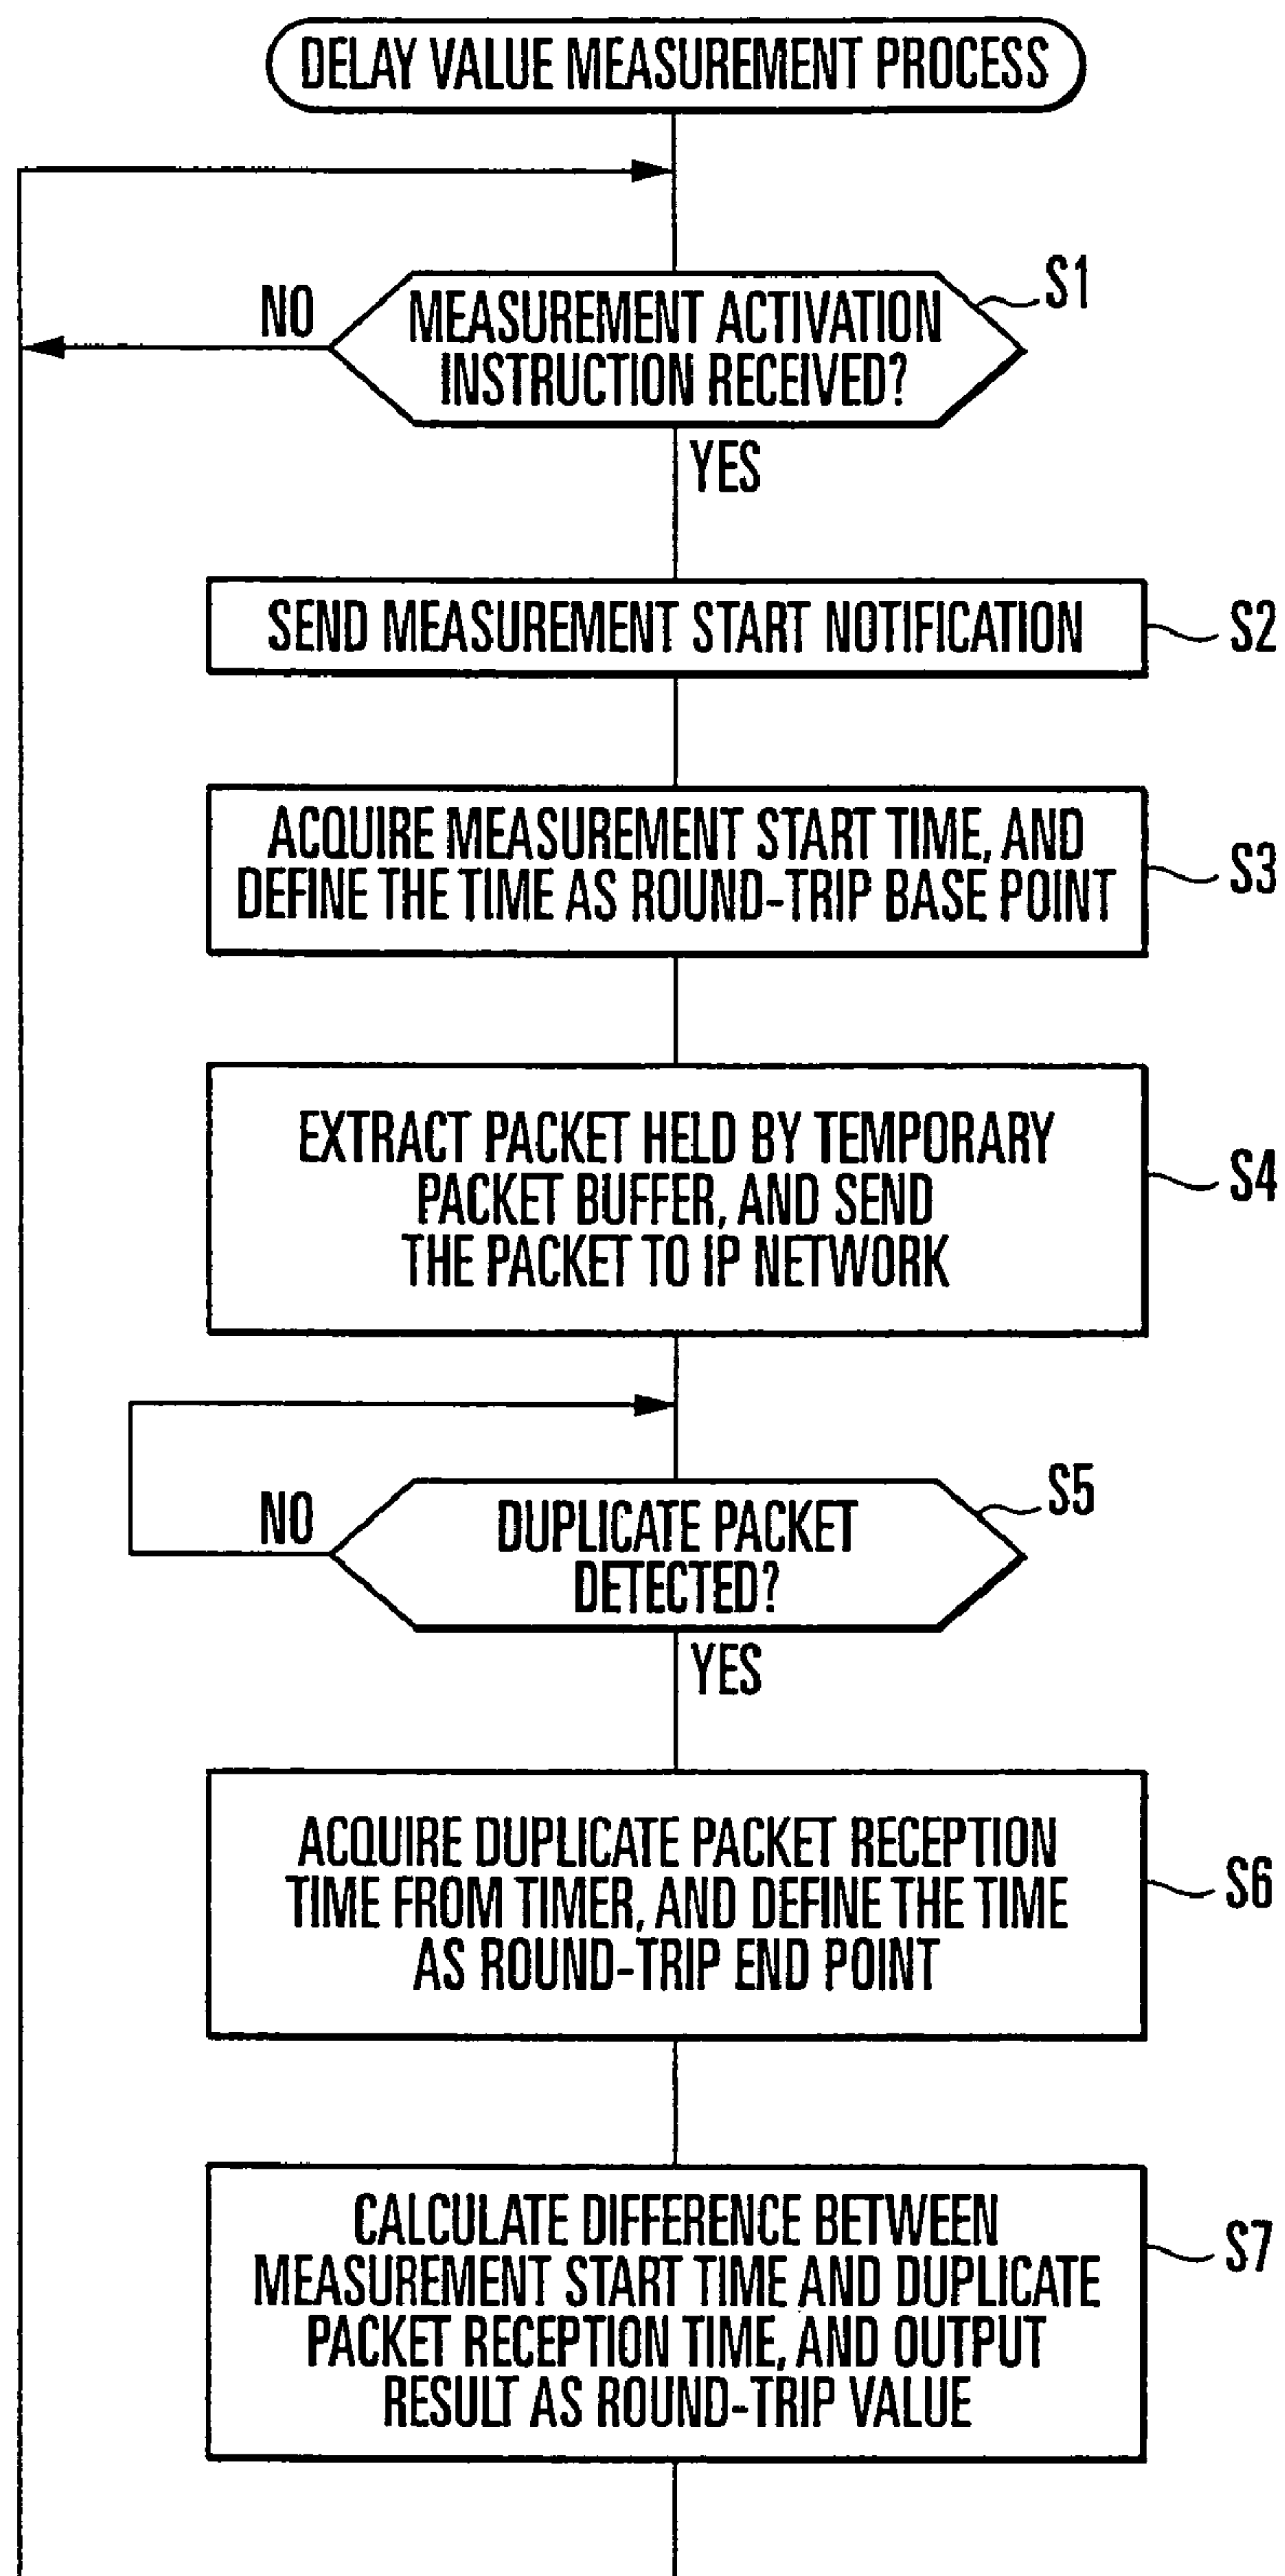 DELAY VALUE MEASUREMENT PROCESS
S1
NO
MEASUREMENT ACTIVATION
INSTRUCTION RECEIVED?
YES
SEND MEASUREMENT START NOTIFICATION
S2
ACQUIRE MEASUREMENT START TIME, AND
DEFINE THE TIME AS ROUND-TRIP BASE POINT
S3
EXTRACT PACKET HELD BY TEMPORARY
PACKET BUFFER, AND SEND
THE PACKET TO IP NETWORK
S4
S5
NO
DUPLICATE PACKET
DETECTED?
YES
ACQUIRE DUPLICATE PACKET RECEPTION
TIME FROM TIMER, AND DEFINE THE TIME
AS ROUND-TRIP END POINT
S6
CALCULATE DIFFERENCE BETWEEN
MEASUREMENT START TIME AND DUPLICATE
PACKET RECEPTION TIME, AND OUTPUT
RESULT AS ROUND-TRIP VALUE
S7